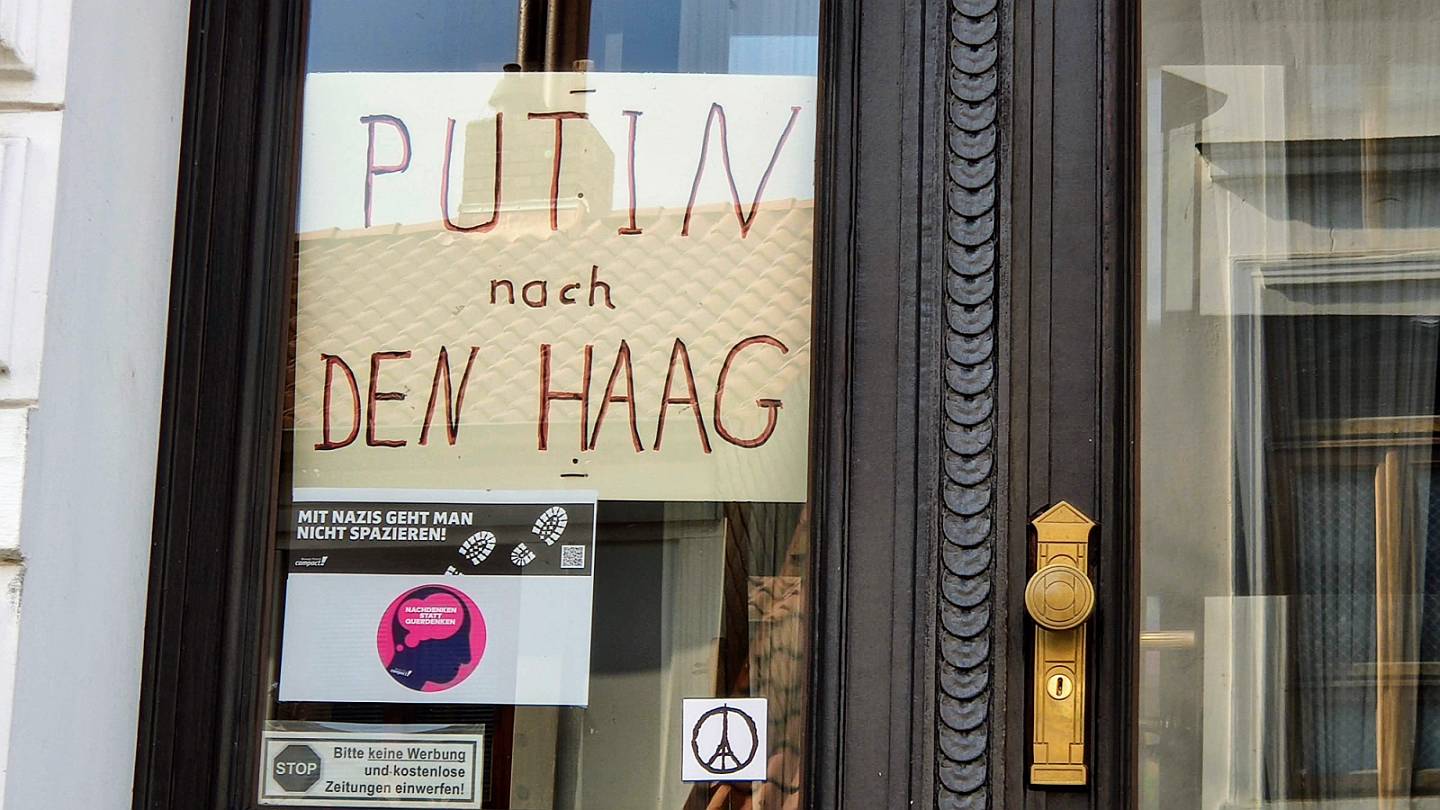 PUTIN
nach
DEN HAAG
MIT NAZIS GEHT MAN
NICHT SPAZIEREN!
campact!
NACHDENKEN
STATT
QUERDENKEN
STOP
Bitte keine Werbung
und kostenlose
Zeitungen einwerfen!